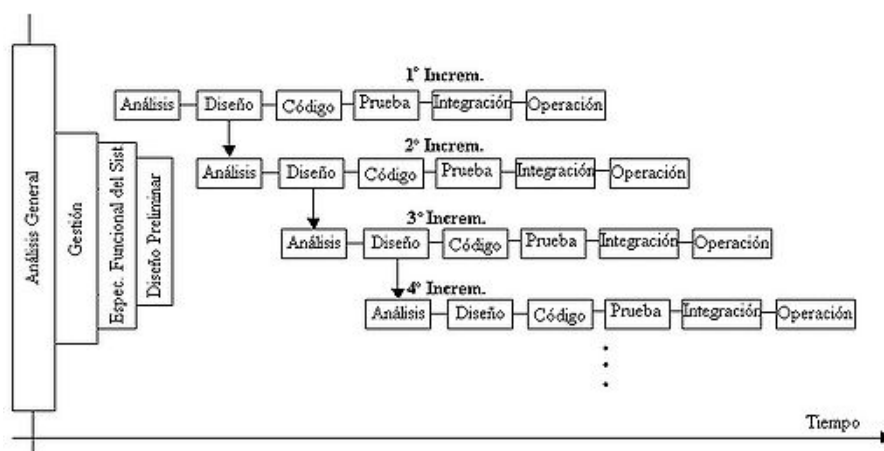 Análisis General
Gestión
Espec. Funcional del Sist.
Diseño Preliminar
1° Increm.
Análisis
Diseño
Código
Prueba
Integración
Operación
2° Increm.
Análisis
Diseño
Código
Prueba
Integración
Operación
3° Increm.
Análisis
Diseño
Código
Prueba
Integración
Operación
4° Increm.
Análisis
Diseño
Código
Prueba
Integración
Operación
Tiempo